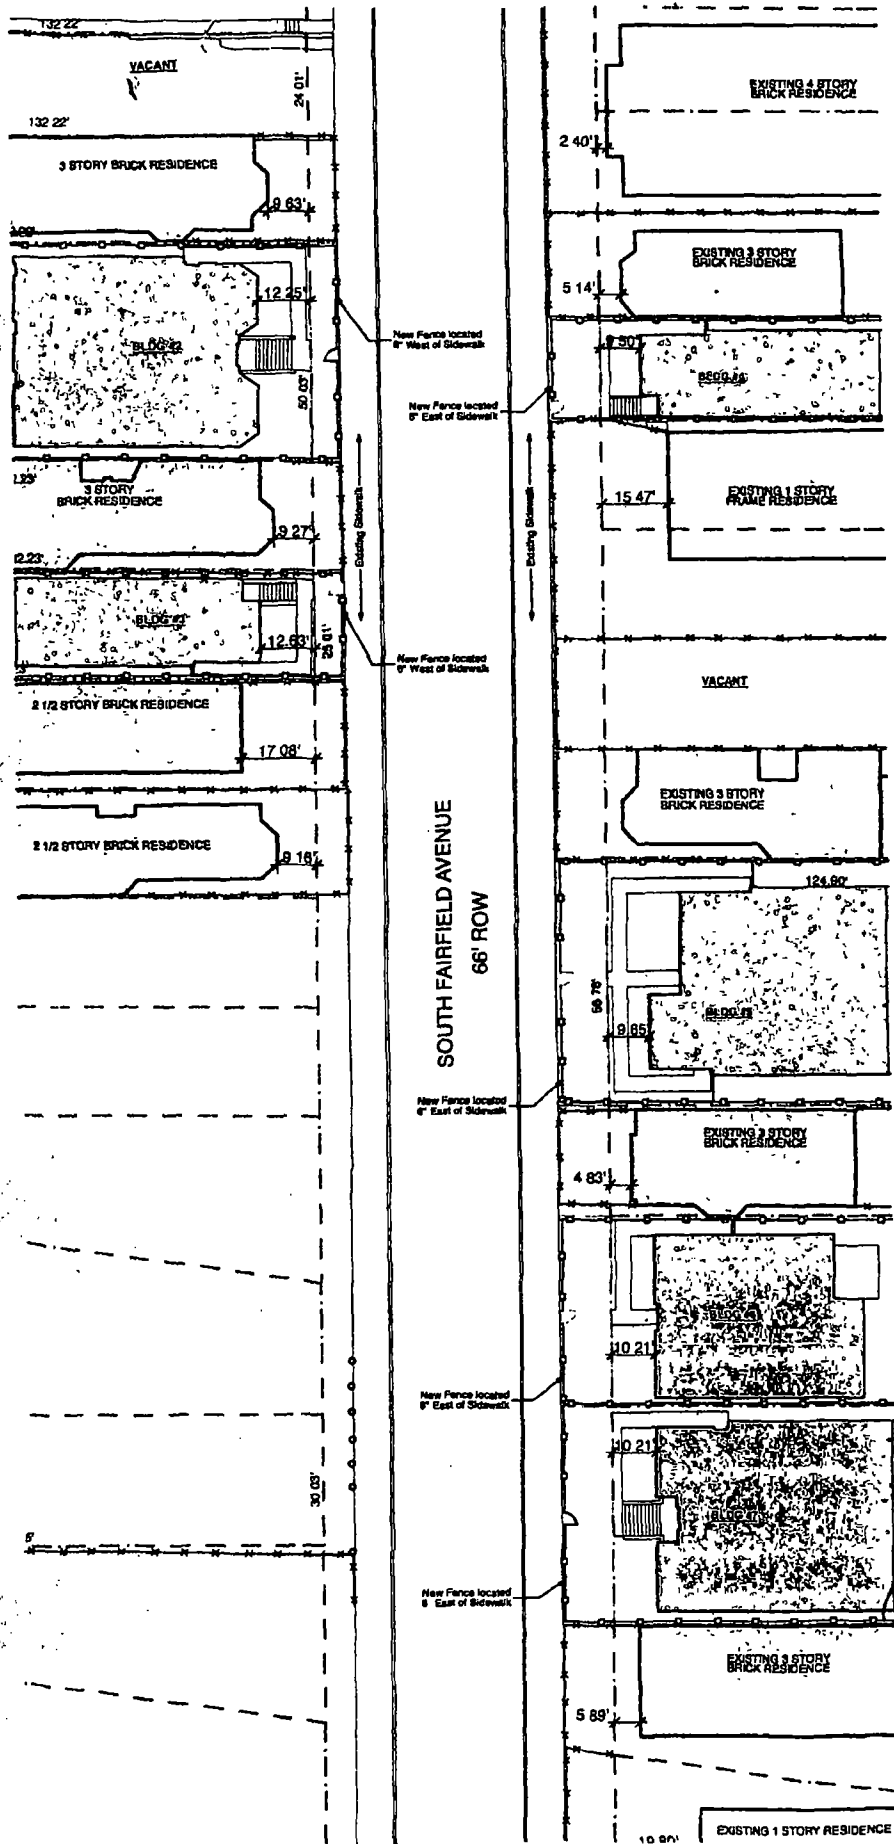 132 22'
VACANT
24 01'
132 22'
3 STORY BRICK RESIDENCE
9 63'
12 25'
BLDG #2
50 03'
New Fence located
6" West of Sidewalk
3 STORY
BRICK RESIDENCE
9 27'
Existing Sidewalk
12.23'
12.63'
25 01'
New Fence located
6" West of Sidewalk
2 1/2 STORY BRICK RESIDENCE
17 08'
2 1/2 STORY BRICK RESIDENCE
9 16'
30 03'
SOUTH FAIRFIELD AVENUE
66' ROW
EXISTING 4 STORY
BRICK RESIDENCE
2 40'
EXISTING 3 STORY
BRICK RESIDENCE
5 14'
9 50'
New Fence located
6" East of Sidewalk
Existing Sidewalk
15 47'
EXISTING 1 STORY
FRAME RESIDENCE
VACANT
EXISTING 3 STORY
BRICK RESIDENCE
124.90'
9 65'
New Fence located
6" East of Sidewalk
EXISTING 3 STORY
BRICK RESIDENCE
4 83'
10 21'
New Fence located
6" East of Sidewalk
10 21'
BLDG #7
New Fence located
6" East of Sidewalk
EXISTING 3 STORY
BRICK RESIDENCE
5 89'
EXISTING 1 STORY RESIDENCE